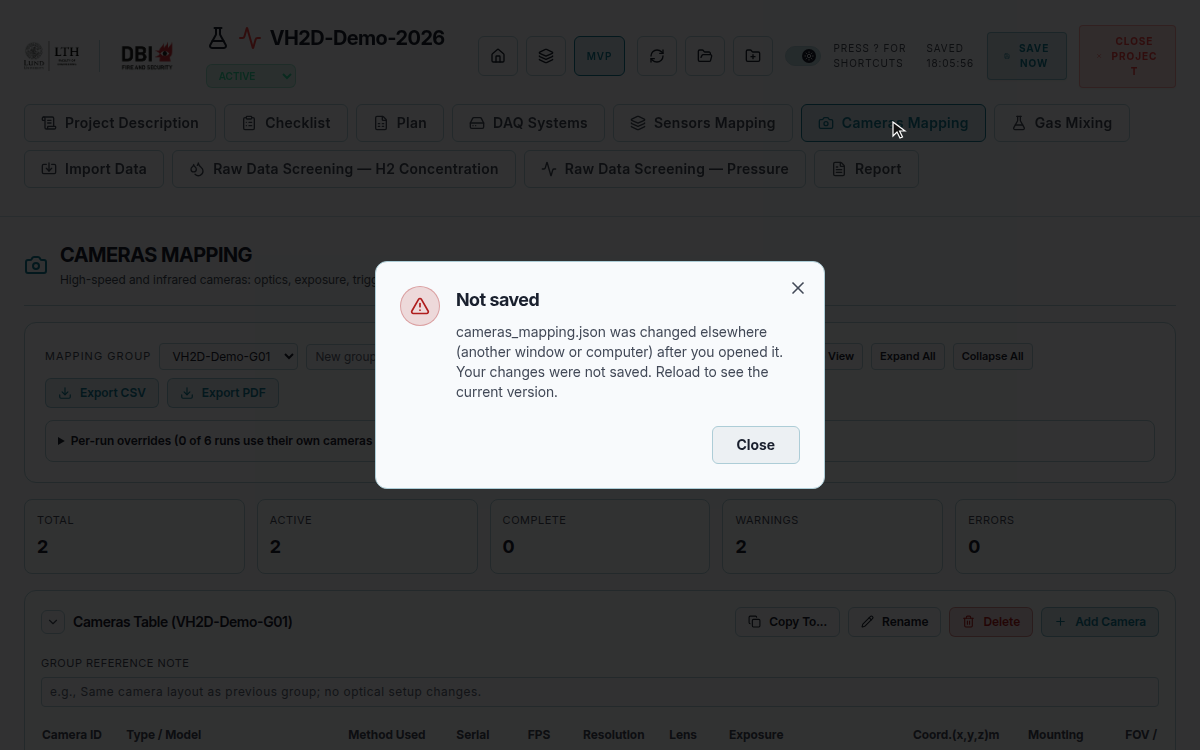 LUND
LTH
DBI
FIRE AND SECURITY
VH2D-Demo-2026
ACTIVE
MVP
PRESS ? FOR
SHORTCUTS
SAVED
18:05:56
SAVE
NOW
CLOSE
PROJEC
T
Project Description
Checklist
Plan
DAQ Systems
Sensors Mapping
Cameras Mapping
Gas Mixing
Import Data
Raw Data Screening — H2 Concentration
Raw Data Screening — Pressure
Report
CAMERAS MAPPING
High-speed and infrared cameras: optics, exposure, trigg
Not saved
cameras_mapping.json was changed elsewhere
(another window or computer) after you opened it.
Your changes were not saved. Reload to see the
current version.
Close
MAPPING GROUP
VH2D-Demo-G01
New group
View
Expand All
Collapse All
Export CSV
Export PDF
Per-run overrides (0 of 6 runs use their own cameras
TOTAL
2
ACTIVE
2
COMPLETE
0
WARNINGS
2
ERRORS
0
Cameras Table (VH2D-Demo-G01)
Copy To...
Rename
Delete
Add Camera
GROUP REFERENCE NOTE
e.g., Same camera layout as previous group; no optical setup changes.
Camera ID
Type / Model
Method Used
Serial
FPS
Resolution
Lens
Exposure
Coord.(x,y,z)m
Mounting
FOV /